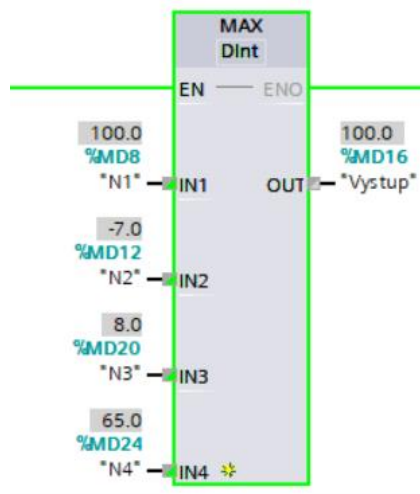 MAX
DInt
EN ENO
100.0
%MD8
"N1" IN1
100.0
%MD16
OUT "Vystup"
-7.0
%MD12
"N2" IN2
8.0
%MD20
"N3" IN3
65.0
%MD24
"N4" IN4